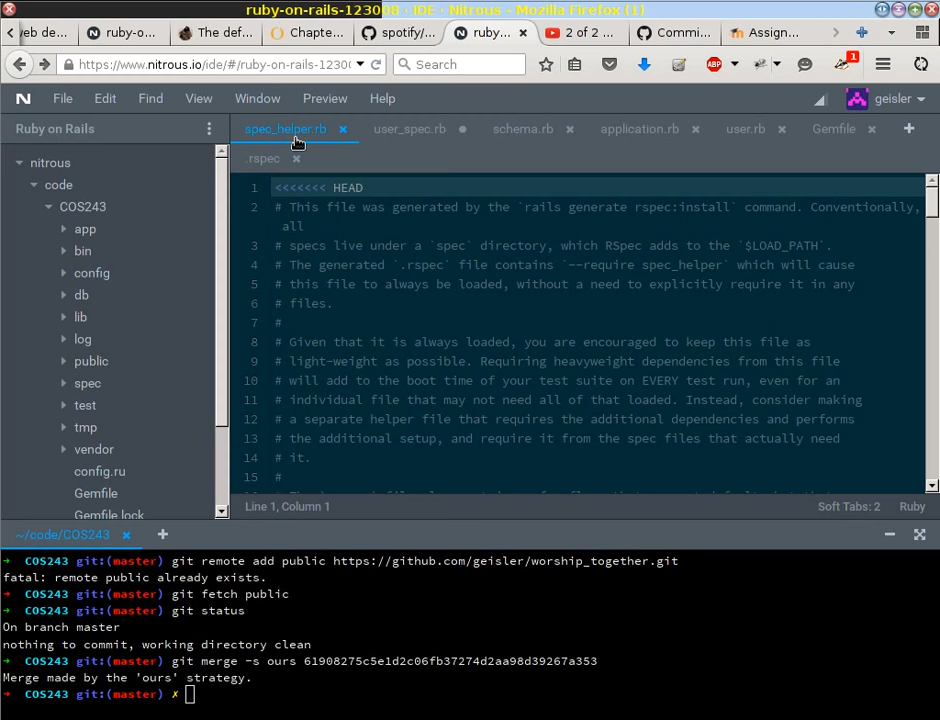 ruby-on-rails-123008 - IDE - Nitrous - Mozilla Firefox (1)
veb de...
ruby-o...
The def...
Chapte...
spotify/...
ruby...
2 of 2 ...
Commi...
Assign...
https://www.nitrous.io/ide/#/ruby-on-rails-1230
Search
ABP
1
N File Edit Find View Window Preview Help geisler
Ruby on Rails
spec_helper.rb user_spec.rb schema.rb application.rb user.rb Gemfile
.rspec
nitrous
code
COS243
app
bin
config
db
lib
log
public
spec
test
tmp
vendor
config.ru
Gemfile
Gemfile.lock
1 <<<<<<< HEAD
2 # This file was generated by the `rails generate rspec:install` command. Conventionally,
all
3 # specs live under a `spec` directory, which RSpec adds to the `$LOAD_PATH`.
4 # The generated `.rspec` file contains `--require spec_helper` which will cause
5 # this file to always be loaded, without a need to explicitly require it in any
6 # files.
7 #
8 # Given that it is always loaded, you are encouraged to keep this file as
9 # light-weight as possible. Requiring heavyweight dependencies from this file
10 # will add to the boot time of your test suite on EVERY test run, even for an
11 # individual file that may not need all of that loaded. Instead, consider making
12 # a separate helper file that requires the additional dependencies and performs
13 # the additional setup, and require it from the spec files that actually need
14 # it.
15 #
Line 1, Column 1 Soft Tabs: 2 Ruby
~/code/COS243
→ COS243 git:(master) git remote add public https://github.com/geisler/worship_together.git
fatal: remote public already exists.
→ COS243 git:(master) git fetch public
→ COS243 git:(master) git status
On branch master
nothing to commit, working directory clean
→ COS243 git:(master) git merge -s ours 61908275c5e1d2c06fb37274d2aa98d39267a353
Merge made by the 'ours' strategy.
→ COS243 git:(master) ✗